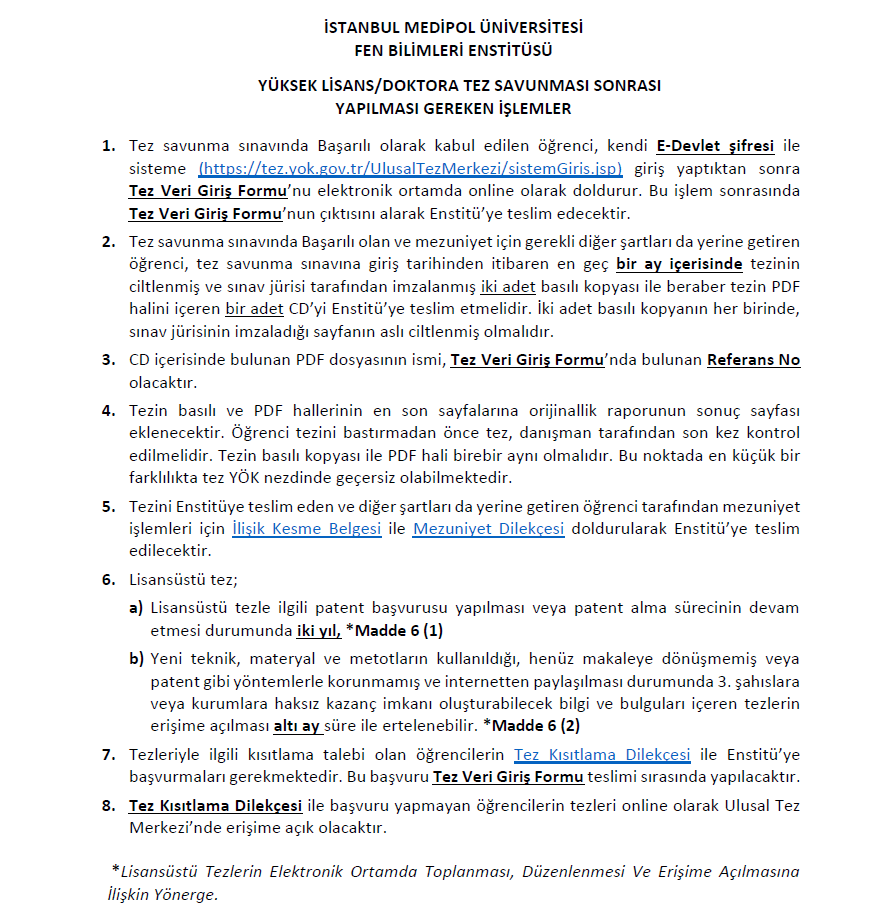 İSTANBUL MEDİPOL ÜNİVERSİTESİ
FEN BİLİMLERİ ENSTİTÜSÜ
YÜKSEK LİSANS/DOKTORA TEZ SAVUNMASI SONRASI
YAPILMASI GEREKEN İŞLEMLER
1. Tez savunma sınavında Başarılı olarak kabul edilen öğrenci, kendi E-Devlet şifresi ile
sisteme (https://tez.yok.gov.tr/UlusalTezMerkezi/sistemGiris.jsp) giriş yaptıktan sonra
Tez Veri Giriş Formu'nu elektronik ortamda online olarak doldurur. Bu işlem sonrasında
Tez Veri Giriş Formu'nun çıktısını alarak Enstitü'ye teslim edecektir.
2. Tez savunma sınavında Başarılı olan ve mezuniyet için gerekli diğer şartları da yerine getiren
öğrenci, tez savunma sınavına giriş tarihinden itibaren en geç bir ay içerisinde tezinin
ciltlenmiş ve sınav jürisi tarafından imzalanmış iki adet basılı kopyası ile beraber tezin PDF
halini içeren bir adet CD'yi Enstitü'ye teslim etmelidir. İki adet basılı kopyanın her birinde,
sınav jürisinin imzaladığı sayfanın aslı ciltlenmiş olmalıdır.
3. CD içerisinde bulunan PDF dosyasının ismi, Tez Veri Giriş Formu'nda bulunan Referans No
olacaktır.
4. Tezin basılı ve PDF hallerinin en son sayfalarına orijinallik raporunun sonuç sayfası
eklenecektir. Öğrenci tezini bastırmadan önce tez, danışman tarafından son kez kontrol
edilmelidir. Tezin basılı kopyası ile PDF hali birebir aynı olmalıdır. Bu noktada en küçük bir
farklılıkta tez YÖK nezdinde geçersiz olabilmektedir.
5. Tezini Enstitüye teslim eden ve diğer şartları da yerine getiren öğrenci tarafından mezuniyet
işlemleri için İlişik Kesme Belgesi ile Mezuniyet Dilekçesi doldurularak Enstitü'ye teslim
edilecektir.
6. Lisansüstü tez;
a) Lisansüstü tezle ilgili patent başvurusu yapılması veya patent alma sürecinin devam
etmesi durumunda iki yıl, *Madde 6 (1)
b) Yeni teknik, materyal ve metotların kullanıldığı, henüz makaleye dönüşmemiş veya
patent gibi yöntemlerle korunmamış ve internetten paylaşılması durumunda 3. şahıslara
veya kurumlara haksız kazanç imkanı oluşturabilecek bilgi ve bulguları içeren tezlerin
erişime açılması altı ay süre ile ertelenebilir. *Madde 6 (2)
7. Tezleriyle ilgili kısıtlama talebi olan öğrencilerin Tez Kısıtlama Dilekçesi ile Enstitü'ye
başvurmaları gerekmektedir. Bu başvuru Tez Veri Giriş Formu teslimi sırasında yapılacaktır.
8. Tez Kısıtlama Dilekçesi ile başvuru yapmayan öğrencilerin tezleri online olarak Ulusal Tez
Merkezi'nde erişime açık olacaktır.
*Lisansüstü Tezlerin Elektronik Ortamda Toplanması, Düzenlenmesi Ve Erişime Açılmasına
İlişkin Yönerge.